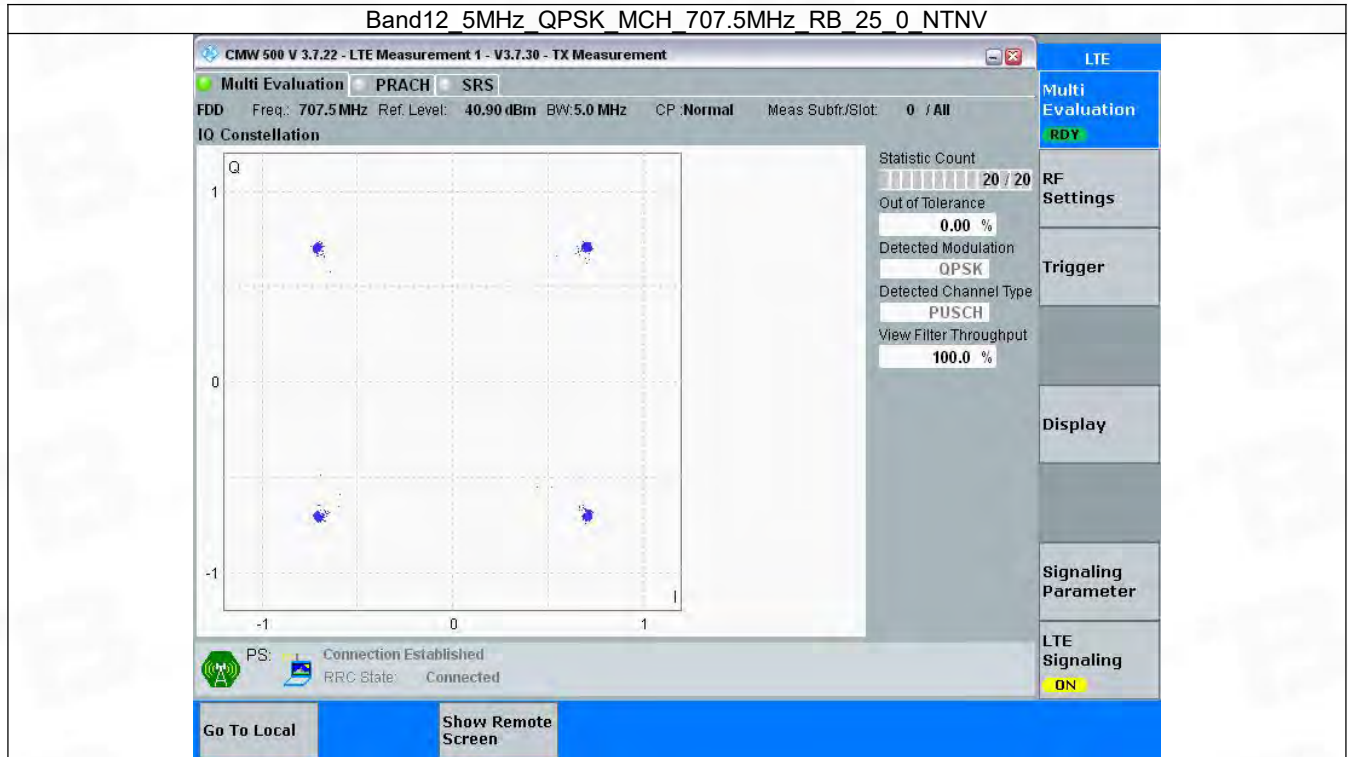 Band12_5MHz_QPSK_MCH_707.5MHz_RB_25_0_NTNV
CMW 500 V 3.7.22 - LTE Measurement 1 - V3.7.30 - TX Measurement
LTE
Multi Evaluation PRACH SRS
Multi
Evaluation
RDY
FDD Freq.: 707.5 MHz Ref. Level: 40.90 dBm BW: 5.0 MHz CP :Normal Meas Subfr./Slot: 0 / All
IQ Constellation
Q
1
0
-1
I
-1 0 1
Statistic Count
20 / 20
Out of Tolerance
0.00 %
Detected Modulation
QPSK
Detected Channel Type
PUSCH
View Filter Throughput
100.0 %
RF
Settings
Trigger
Display
Signaling
Parameter
LTE
Signaling
ON
PS: Connection Established
RRC State: Connected
Go To Local
Show Remote
Screen